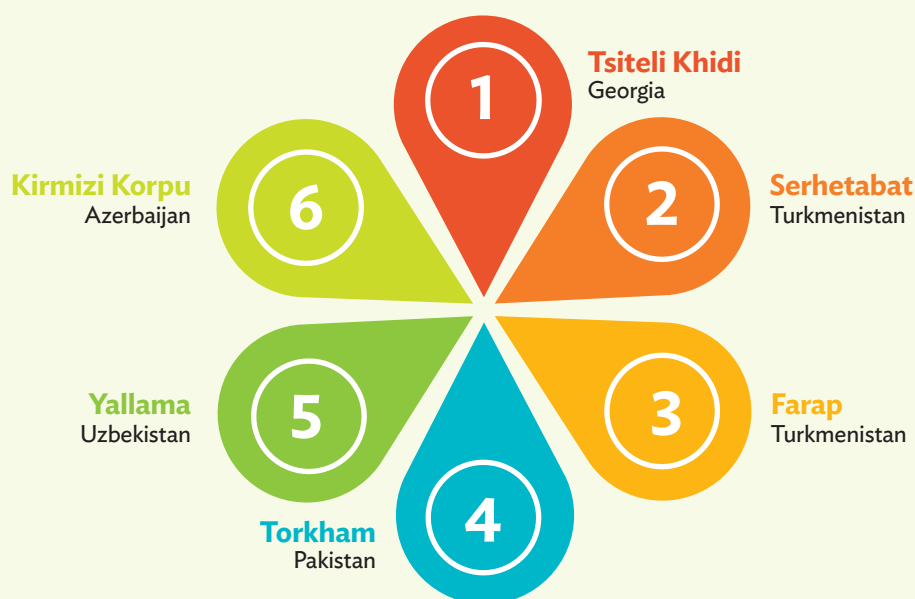 1
Tsiteli Khidi
Georgia
2
Serhetabat
Turkmenistan
3
Farap
Turkmenistan
4
Torkham
Pakistan
5
Yallama
Uzbekistan
6
Kirmizi Korpu
Azerbaijan